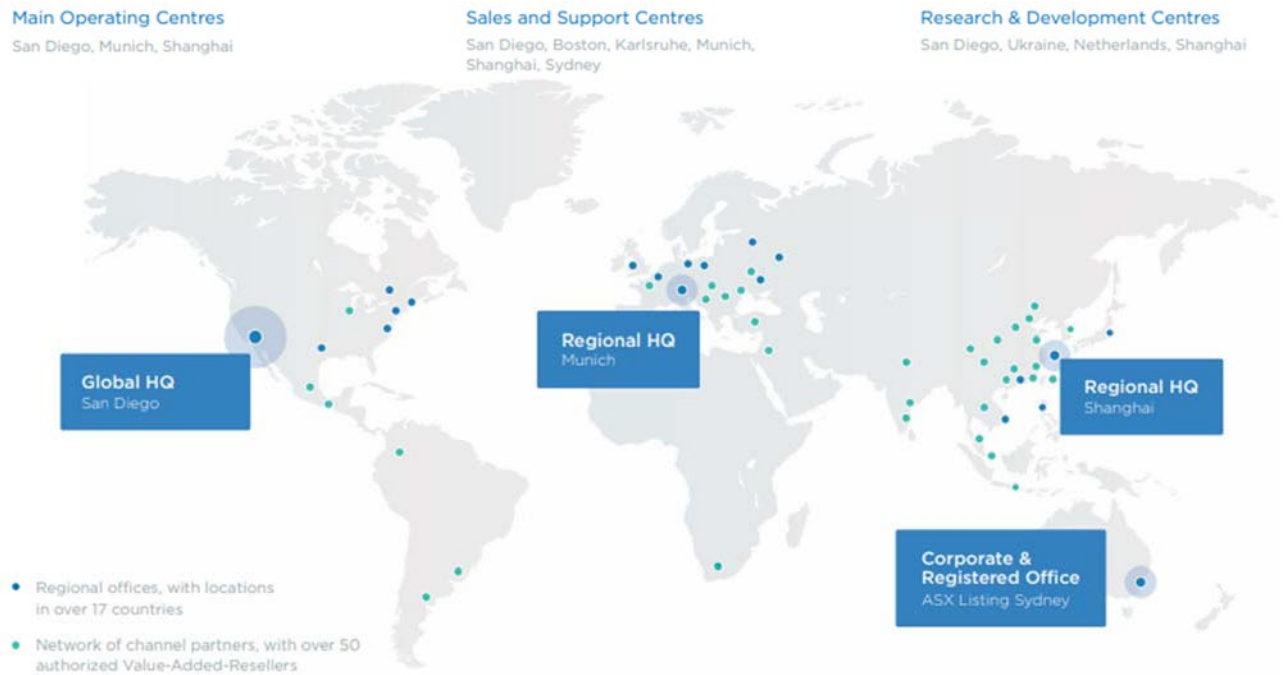 Main Operating Centres
San Diego, Munich, Shanghai
Sales and Support Centres
San Diego, Boston, Karlsruhe, Munich,
Shanghai, Sydney
Research & Development Centres
San Diego, Ukraine, Netherlands, Shanghai
Global HQ
San Diego
Regional HQ
Munich
Regional HQ
Shanghai
Corporate &
Registered Office
ASX Listing Sydney
Regional offices, with locations
in over 17 countries
Network of channel partners, with over 50
authorized Value-Added-Resellers